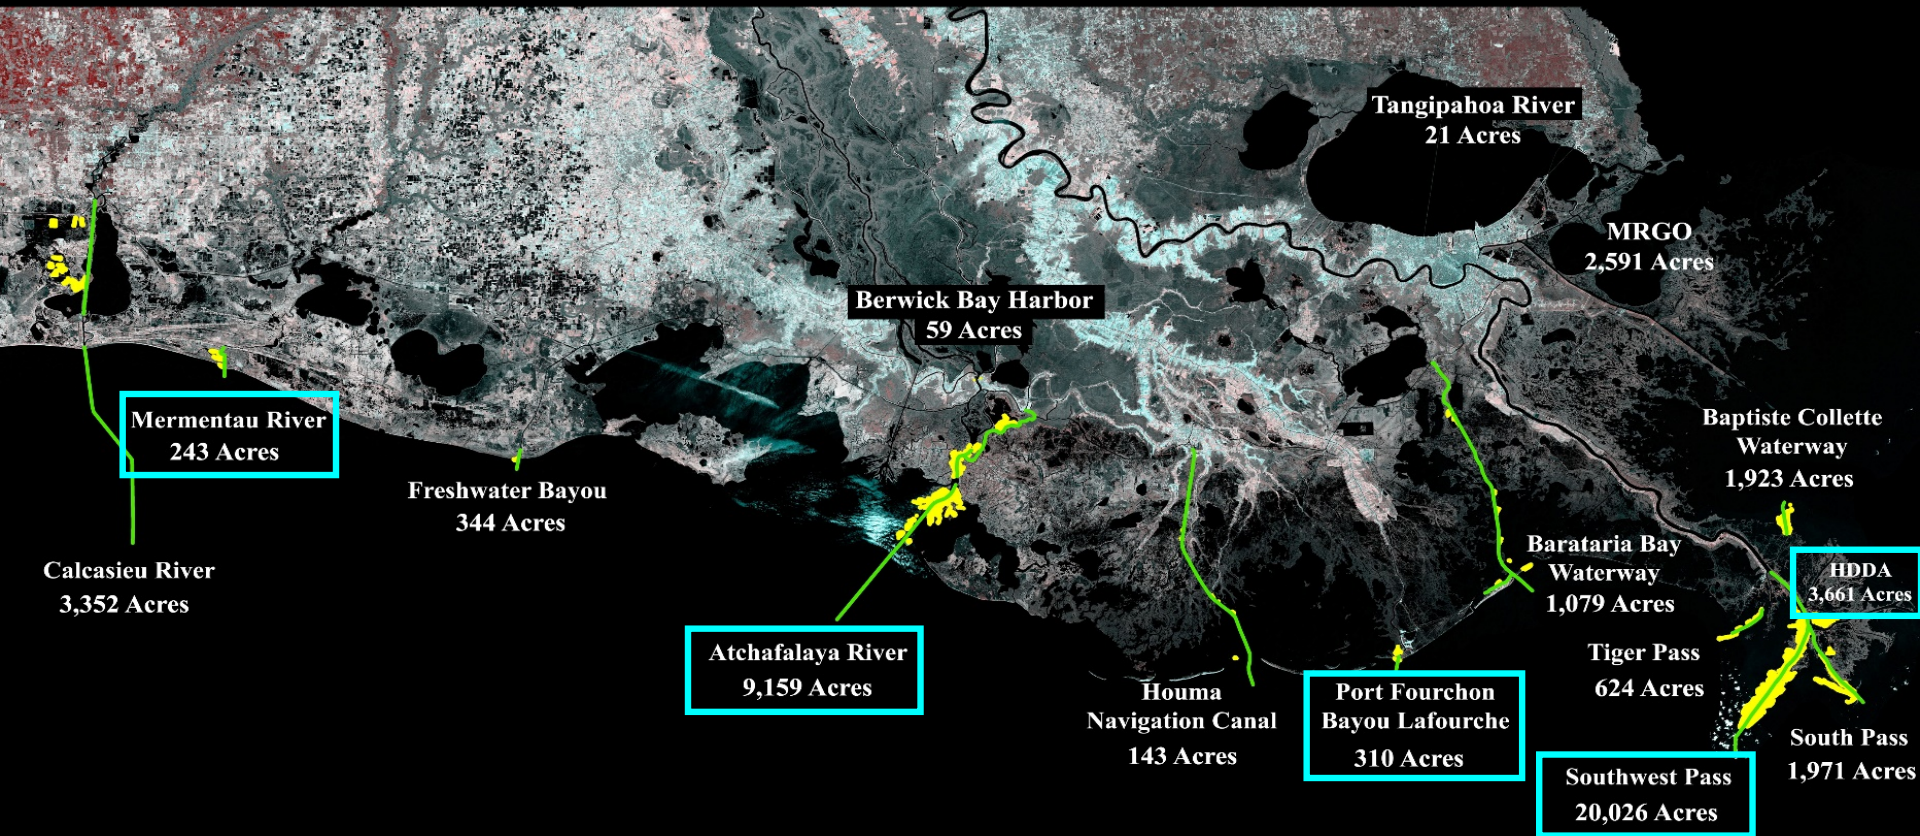 Tangipahoa River
21 Acres
MRGO
2,591 Acres
Berwick Bay Harbor
59 Acres
Mermentau River
243 Acres
Freshwater Bayou
344 Acres
Calcasieu River
3,352 Acres
Baptiste Collette
Waterway
1,923 Acres
Barataria Bay
Waterway
1,079 Acres
HDDA
3,661 Acres
Atchafalaya River
9,159 Acres
Tiger Pass
624 Acres
Houma
Navigation Canal
143 Acres
Port Fourchon
Bayou Lafourche
310 Acres
South Pass
1,971 Acres
Southwest Pass
20,026 Acres